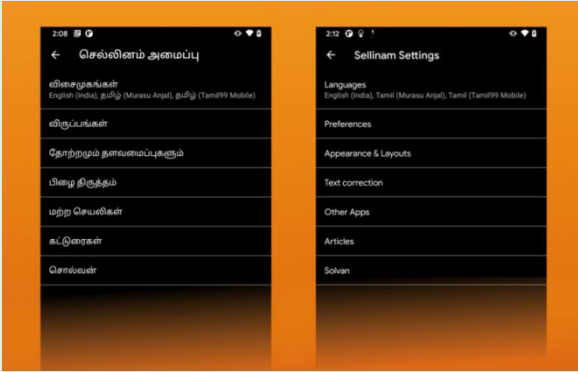 2:08
செல்லினம் அமைப்பு
விசைமுகங்கள்
English (India), தமிழ் (Murasu Anjal), தமிழ் (Tamil99 Mobile)
விருப்பங்கள்
தோற்றமும் தளவமைப்புகளும்
பிழை திருத்தம்
மற்ற செயலிகள்
கட்டுரைகள்
சொல்வன்
2:12
Sellinam Settings
Languages
English (India), Tamil (Murasu Anjal), Tamil (Tamil99 Mobile)
Preferences
Appearance & Layouts
Text correction
Other Apps
Articles
Solvan